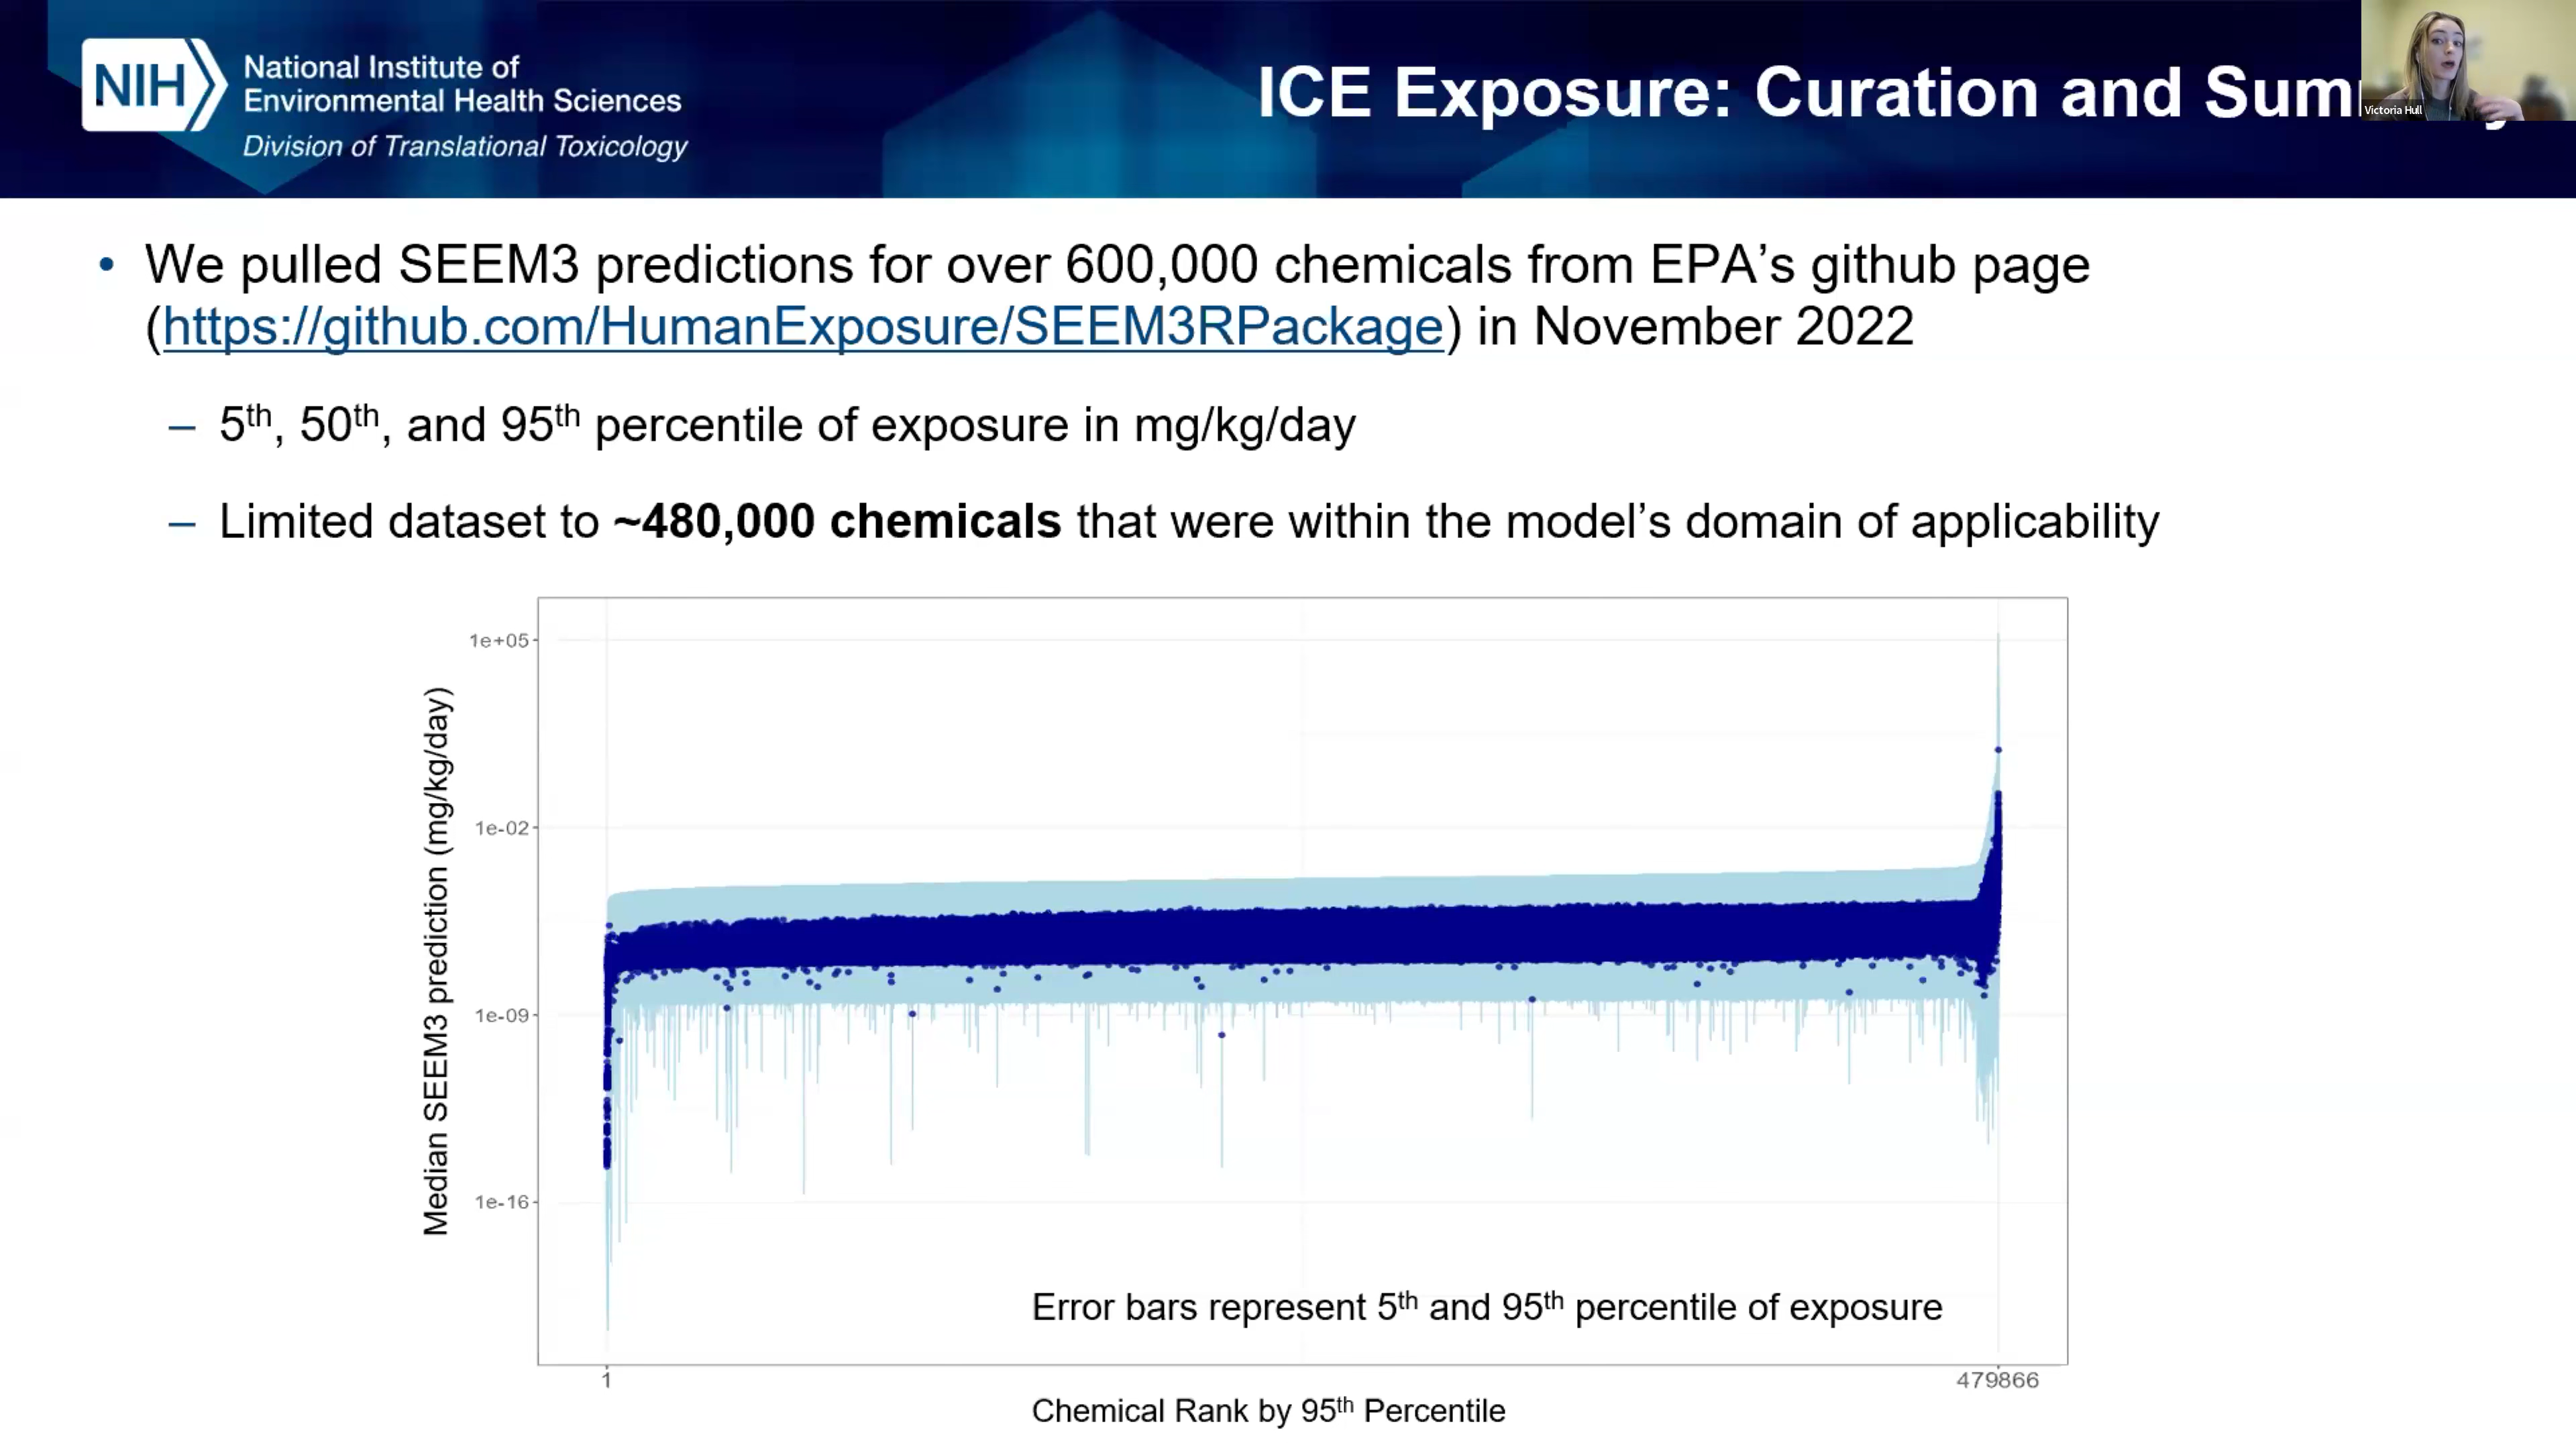 NIH
National Institute of
Environmental Health Sciences
Division of Translational Toxicology
ICE Exposure: Curation and
Victoria Hull
• We pulled SEEM3 predictions for over 600,000 chemicals from EPA’s github page
(https://github.com/HumanExposure/SEEM3RPackage) in November 2022
– 5th, 50th, and 95th percentile of exposure in mg/kg/day
– Limited dataset to ~480,000 chemicals that were within the model’s domain of applicability
Median SEEM3 prediction (mg/kg/day)
1e+05
1e-02
1e-09
1e-16
Error bars represent 5th and 95th percentile of exposure
1
479866
Chemical Rank by 95th Percentile